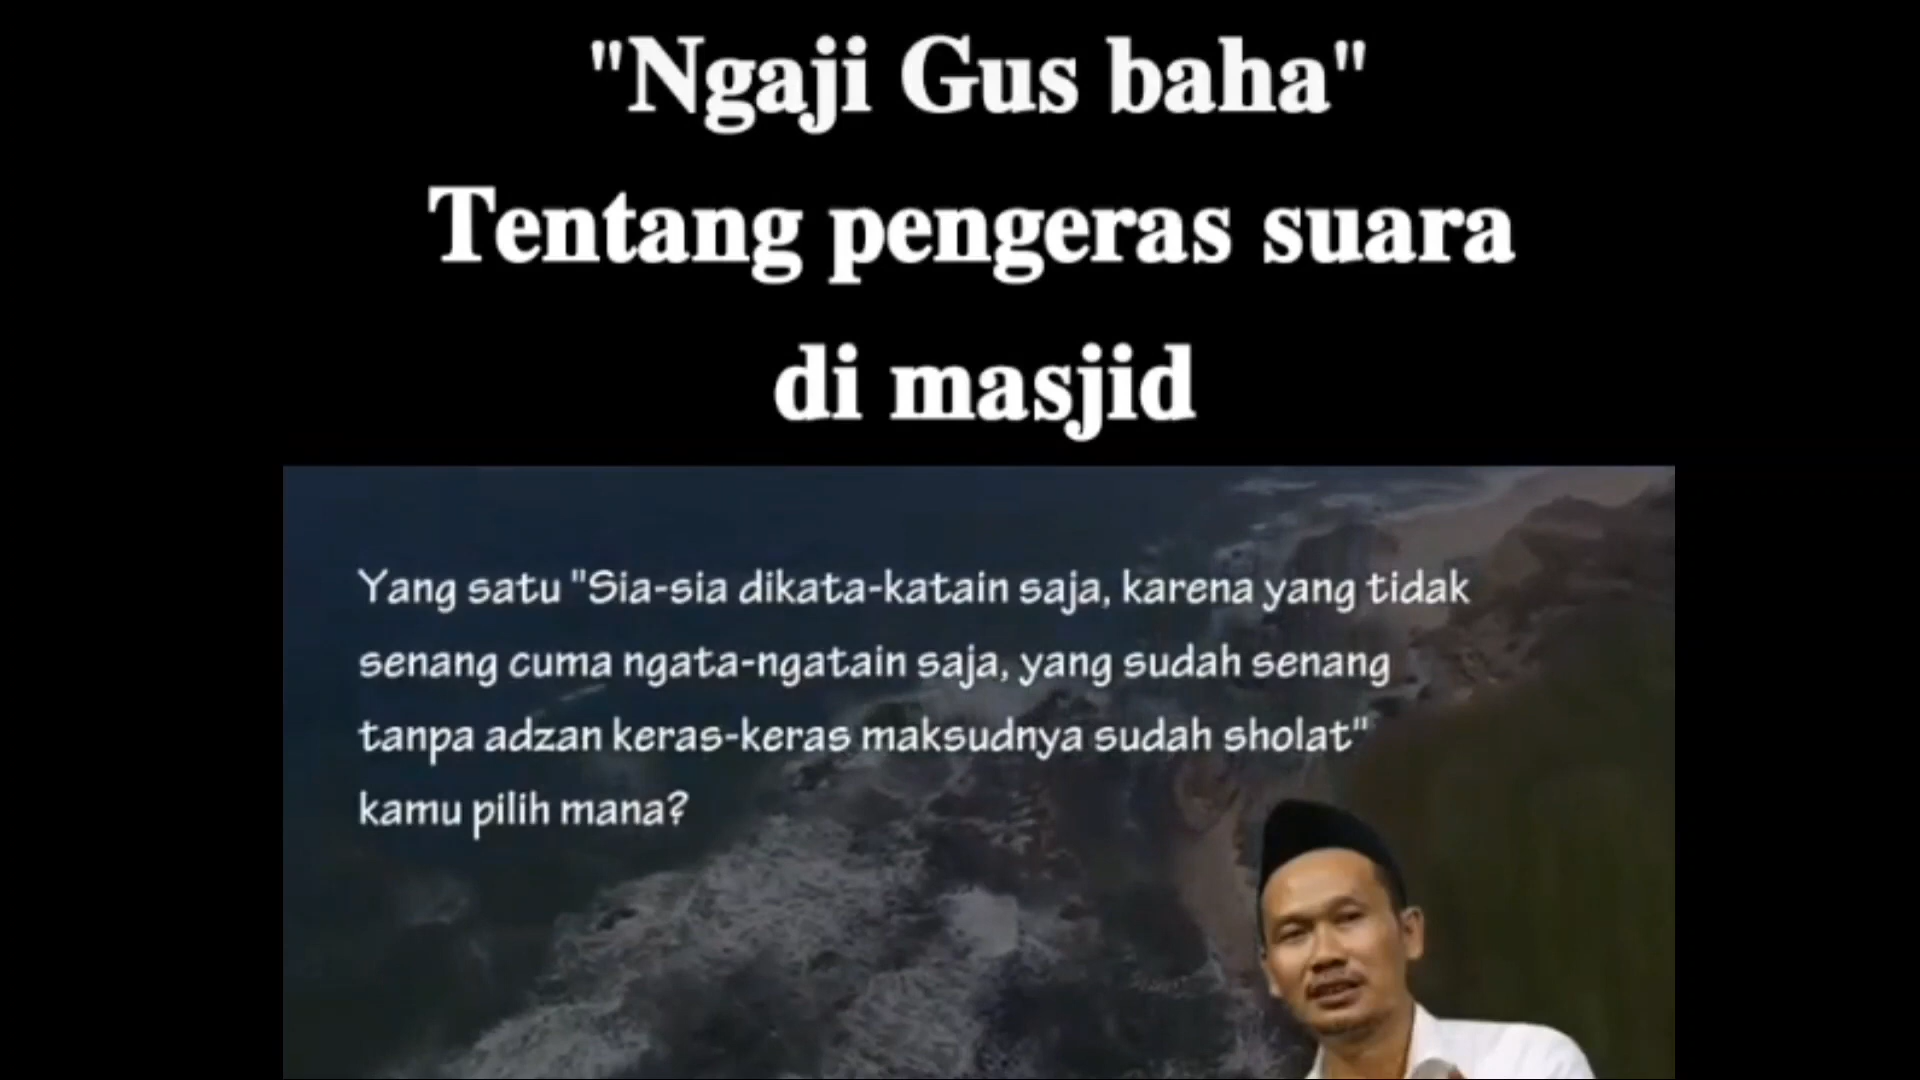 "Ngaji Gus baha"
Tentang pengeras suara
di masjid
Yang satu "Sia-sia dikata-katain saja, karena yang tidak
senang cuma ngata-ngatain saja, yang sudah senang
tanpa adzan keras-keras maksudnya sudah sholat"
kamu pilih mana?